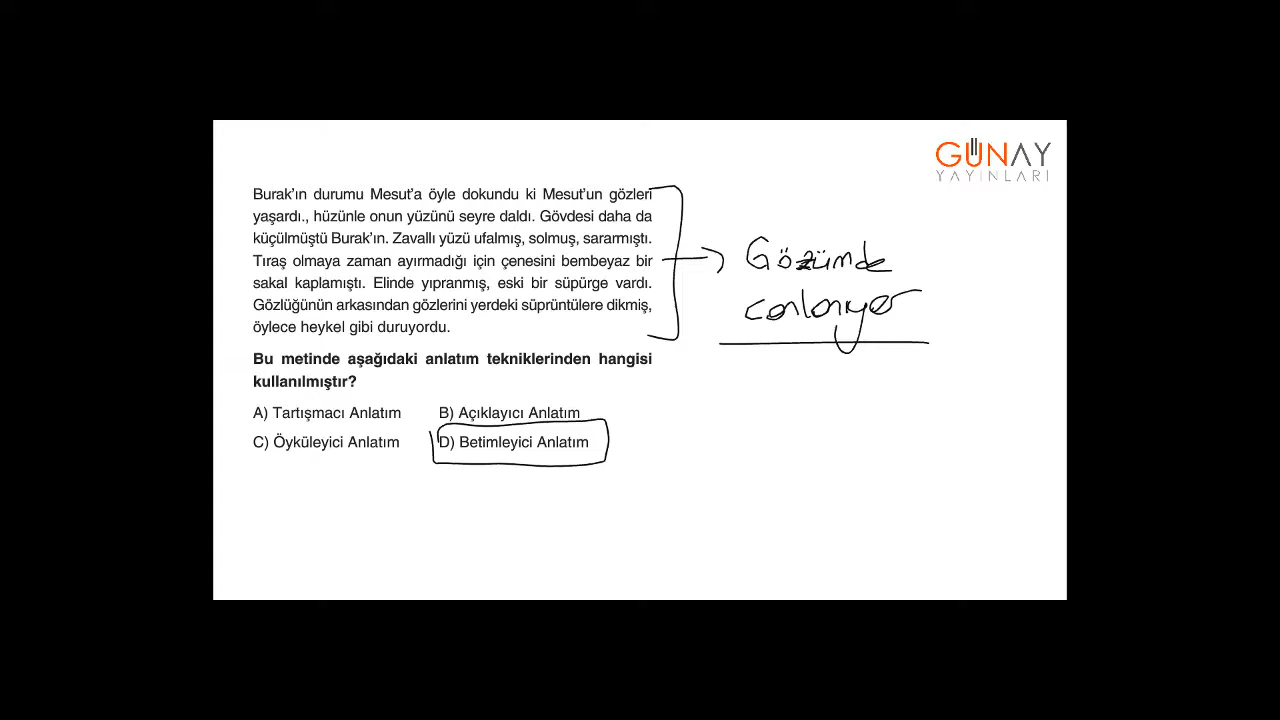 GÜNAY
YAYINLARI
Burak'ın durumu Mesut'a öyle dokundu ki Mesut'un gözleri
yaşardı., hüzünle onun yüzünü seyre daldı. Gövdesi daha da
küçülmüştü Burak'ın. Zavallı yüzü ufalmış, solmuş, sararmıştı.
Tıraş olmaya zaman ayırmadığı için çenesini bembeyaz bir
sakal kaplamıştı. Elinde yıpranmış, eski bir süpürge vardı.
Gözlüğünün arkasından gözlerini yerdeki süprüntülere dikmiş,
öylece heykel gibi duruyordu.
Gözümde
canlanıyor
Bu metinde aşağıdaki anlatım tekniklerinden hangisi
kullanılmıştır?
A) Tartışmacı Anlatım B) Açıklayıcı Anlatım
C) Öyküleyici Anlatım D) Betimleyici Anlatım